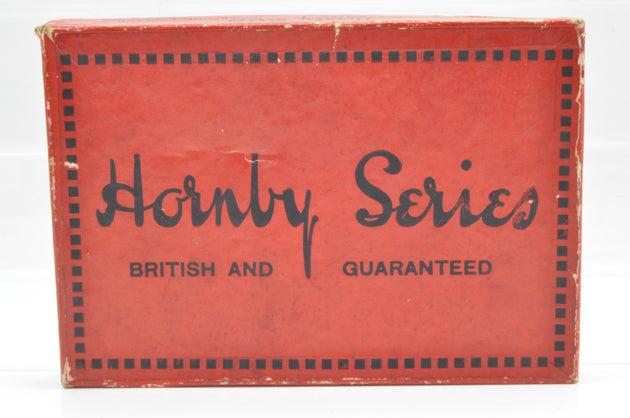 Hornby Series
BRITISH AND GUARANTEED